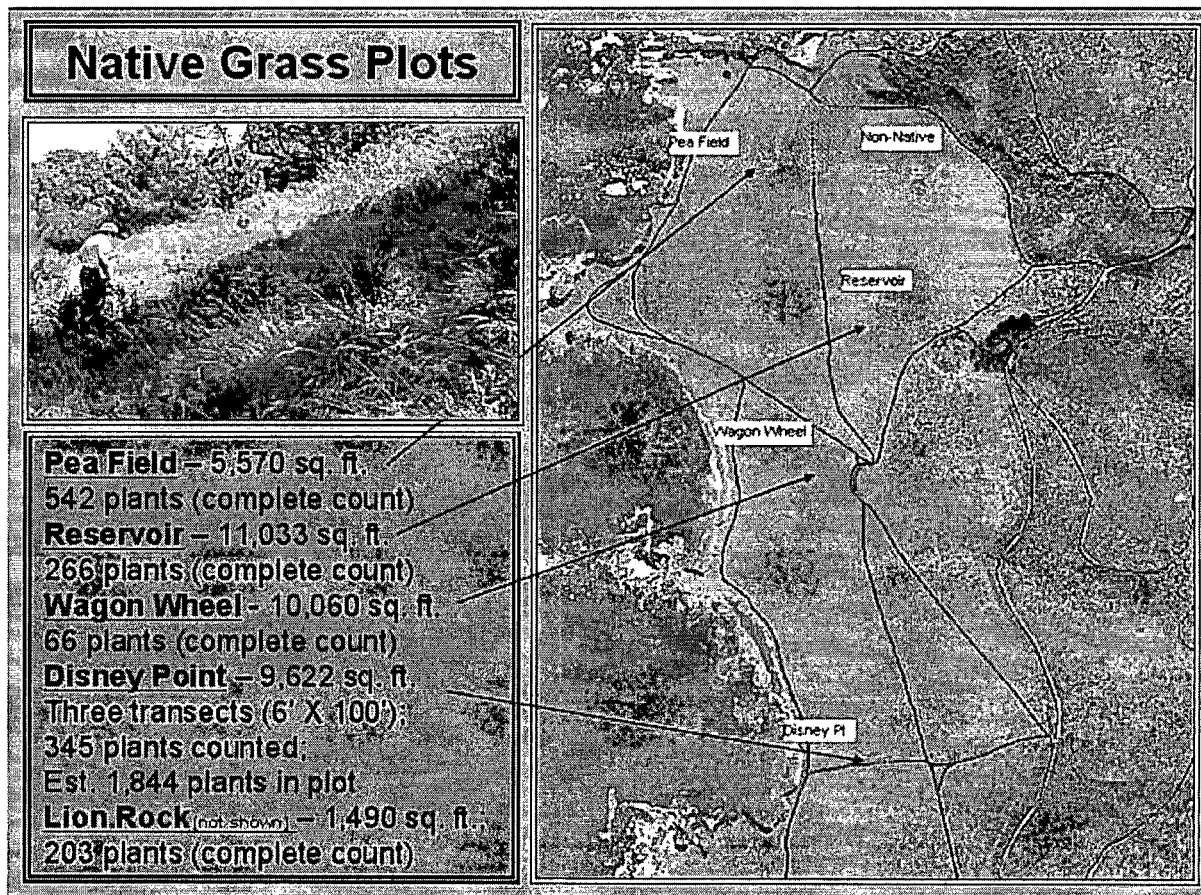 Native Grass Plots
Pea Field – 5,570 sq. ft.
542 plants (complete count)
Reservoir – 11,033 sq. ft.
266 plants (complete count)
Wagon Wheel - 10,060 sq. ft.
66 plants (complete count)
Disney Point – 9,622 sq. ft.
Three transects (6' X 100');
345 plants counted;
Est. 1,844 plants in plot
Lion Rock (not shown) – 1,490 sq. ft.
203 plants (complete count)
Pea Field
Non-Native
Reservoir
Wagon Wheel
Disney Pt